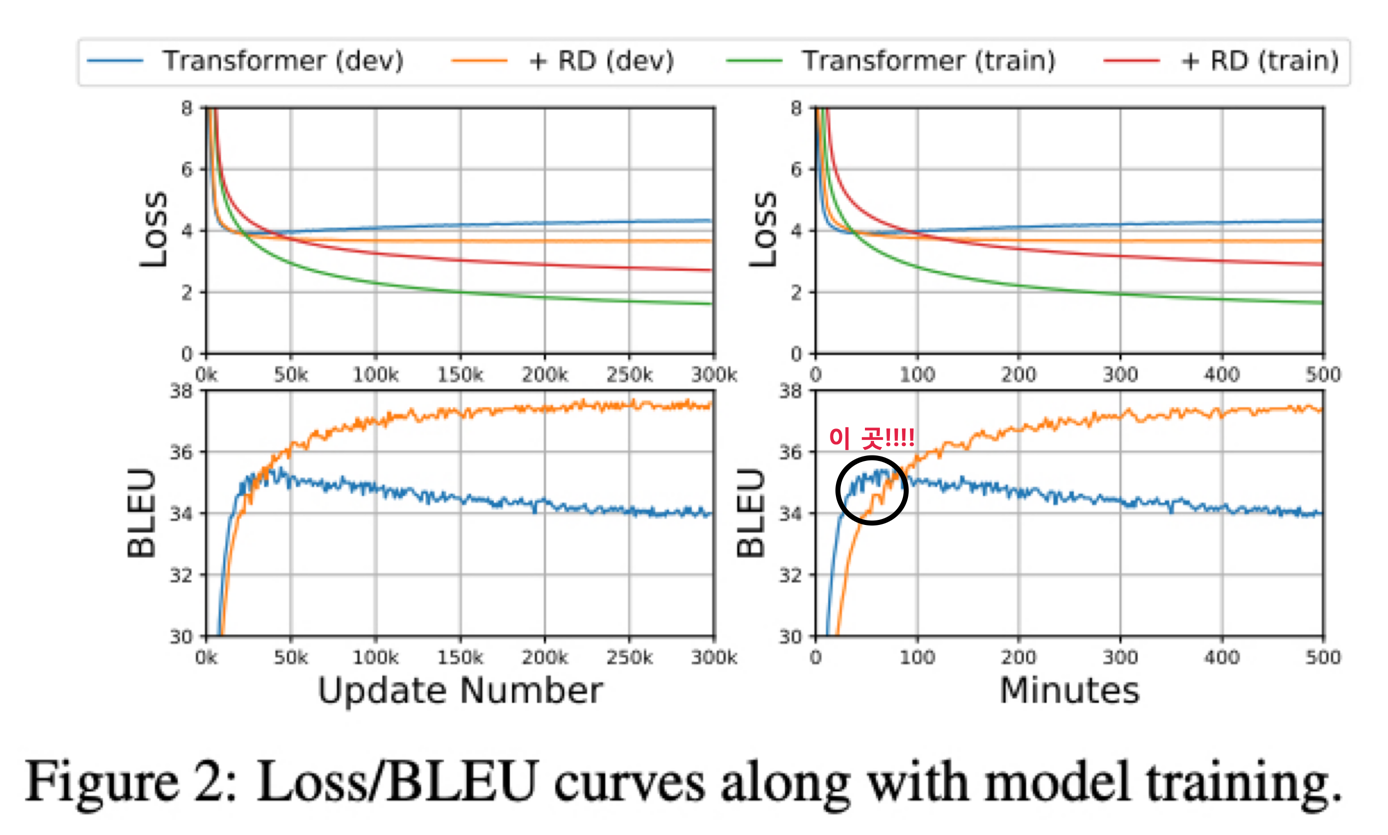 Transformer (dev) + RD (dev) Transformer (train) + RD (train)
8
6
4
2
0
Loss
0k 50k 100k 150k 200k 250k 300k
8
6
4
2
0
Loss
0 100 200 300 400 500
38
36
34
32
30
BLEU
0k 50k 100k 150k 200k 250k 300k
Update Number
38
36
34
32
30
BLEU
이 곳!!!!
0 100 200 300 400 500
Minutes
Figure 2: Loss/BLEU curves along with model training.